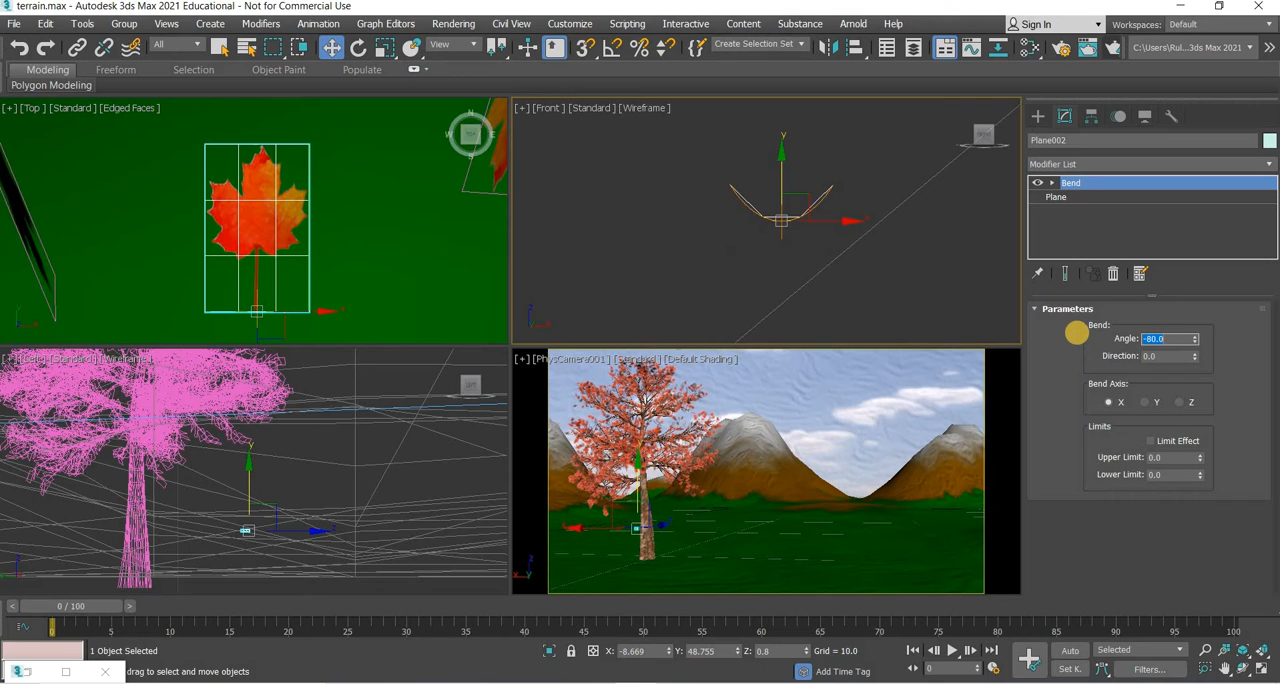 terrain.max - Autodesk 3ds Max 2021 Educational - Not for Commercial Use
File Edit Tools Group Views Create Modifiers Animation Graph Editors Rendering Civil View Customize Scripting Interactive Content Substance Arnold Help
Sign In Workspaces: Default
All View Create Selection Set C:\Users\Rul...3ds Max 2021
Modeling Freeform Selection Object Paint Populate
Polygon Modeling
[+] [Top ] [Standard ] [Edged Faces ]
[+] [Front ] [Standard ] [Wireframe ]
Plane002
Modifier List
Bend
Plane
Parameters
Bend:
Angle: -80.0
Direction: 0.0
[+] [PhysCamera001 ] [Standard ] [Default Shading ]
Bend Axis:
X Y Z
Limits
Limit Effect
Upper Limit: 0.0
Lower Limit: 0.0
0 / 100
0 5 10 15 20 25 30 35 40 45 50 55 60 65 70 75 80 85 90 95 100
1 Object Selected X: -8.669 Y: 48.755 Z: 0.8 Grid = 10.0 Auto Selected
drag to select and move objects Add Time Tag 0 Set K. Filters...